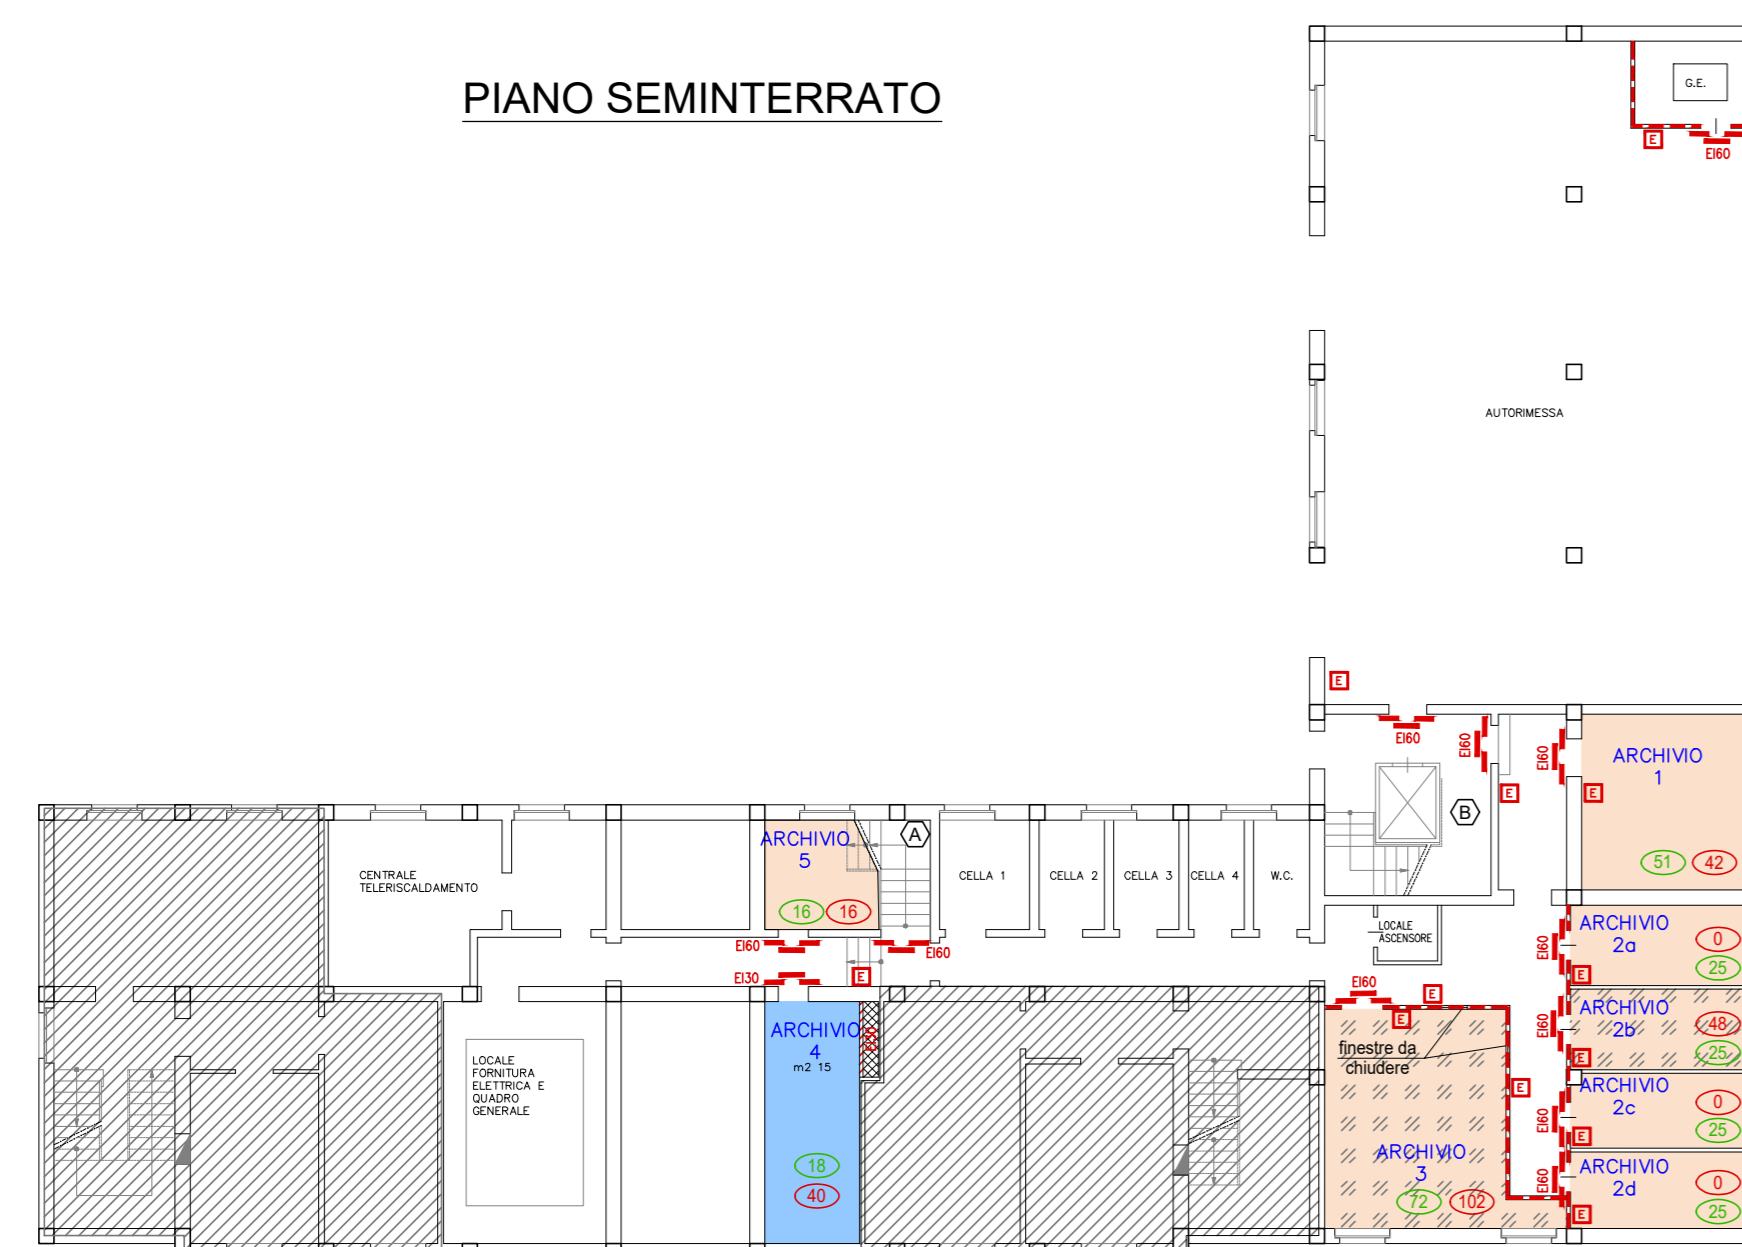 PIANO SEMINTERRATO
G.E.
E
EI60
AUTORIMESSA
E
EI60
EI60
EI60
ARCHIVIO
1
E
E
B
51
42
A
ARCHIVIO
5
16
16
CENTRALE
TELERISCALDAMENTO
CELLA 1
CELLA 2
CELLA 3
CELLA 4
W.C.
LOCALE
ASCENSORE
EI60
EI60
EI30
E
ARCHIVIO
4
m2 15
EI30
18
40
LOCALE
FORNITURA
ELETTRICA E
QUADRO
GENERALE
EI60
E
E
finestre da
chiudere
E
ARCHIVIO
3
72
102
EI60
ARCHIVIO
2a
0
25
E
EI60
ARCHIVIO
2b
48
25
E
EI60
ARCHIVIO
2c
0
25
E
EI60
ARCHIVIO
2d
0
25
E